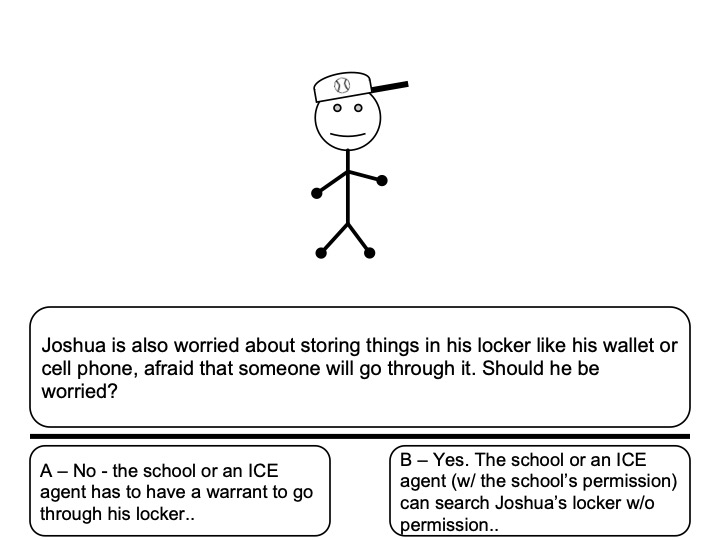 Joshua is also worried about storing things in his locker like his wallet or
cell phone, afraid that someone will go through it. Should he be
worried?
A – No - the school or an ICE
agent has to have a warrant to go
through his locker..
B – Yes. The school or an ICE
agent (w/ the school’s permission)
can search Joshua’s locker w/o
permission..